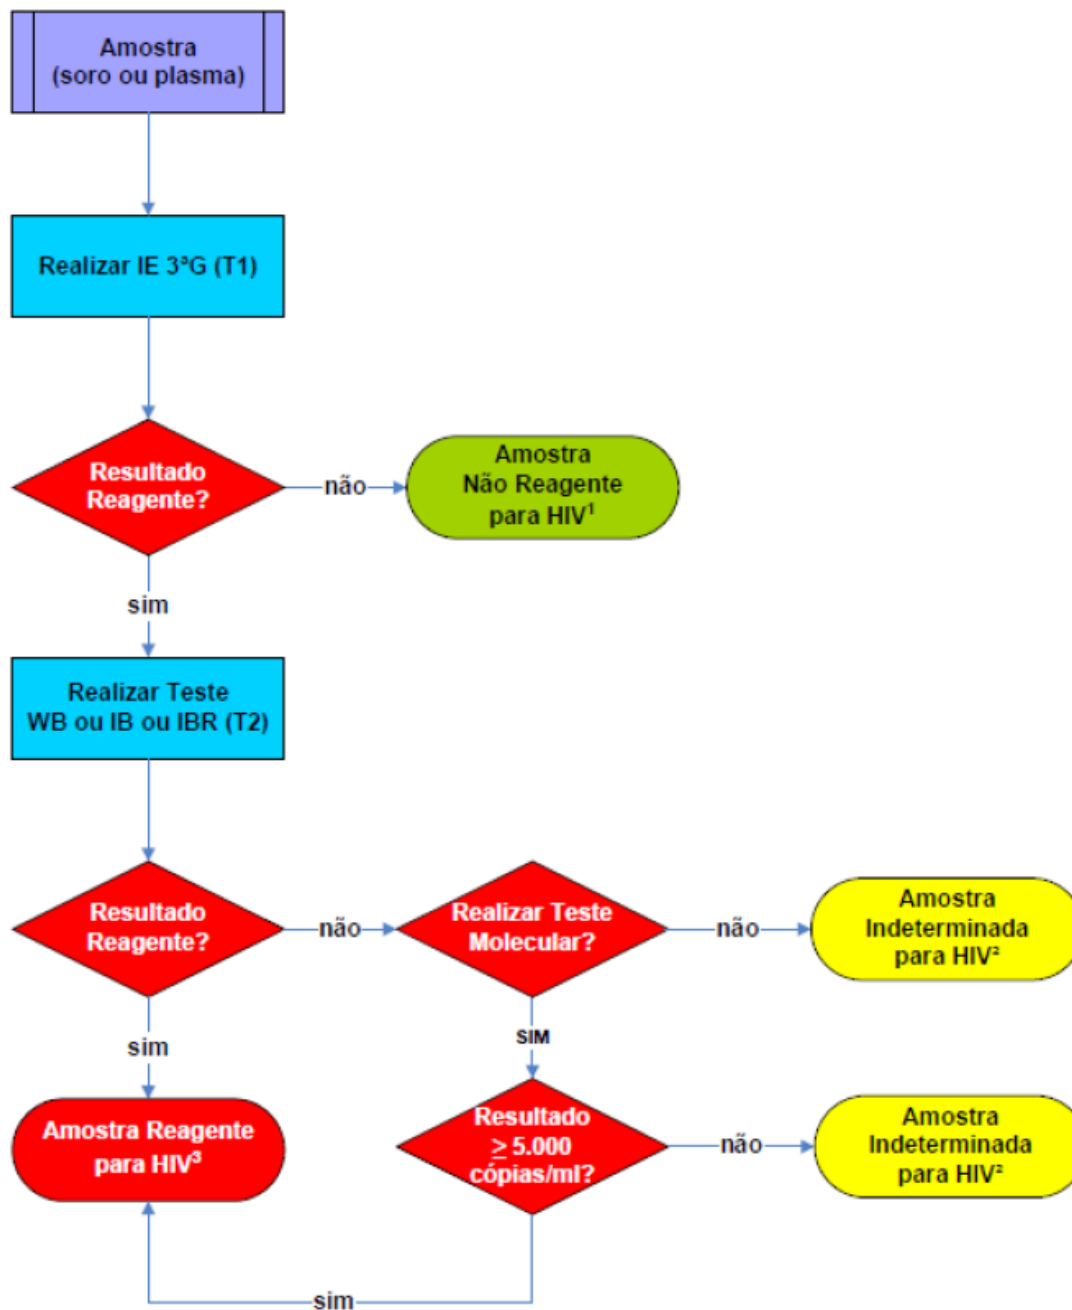 Amostra
(soro ou plasma)
Realizar IE 3ªG (T1)
Resultado
Reagente?
não
Amostra
Não Reagente
para HIV¹
sim
Realizar Teste
WB ou IB ou IBR (T2)
Resultado
Reagente?
não
Realizar Teste
Molecular?
não
Amostra
Indeterminada
para HIV²
sim
SIM
Amostra Reagente
para HIV³
Resultado
≥ 5.000
cópias/ml?
não
Amostra
Indeterminada
para HIV²
sim